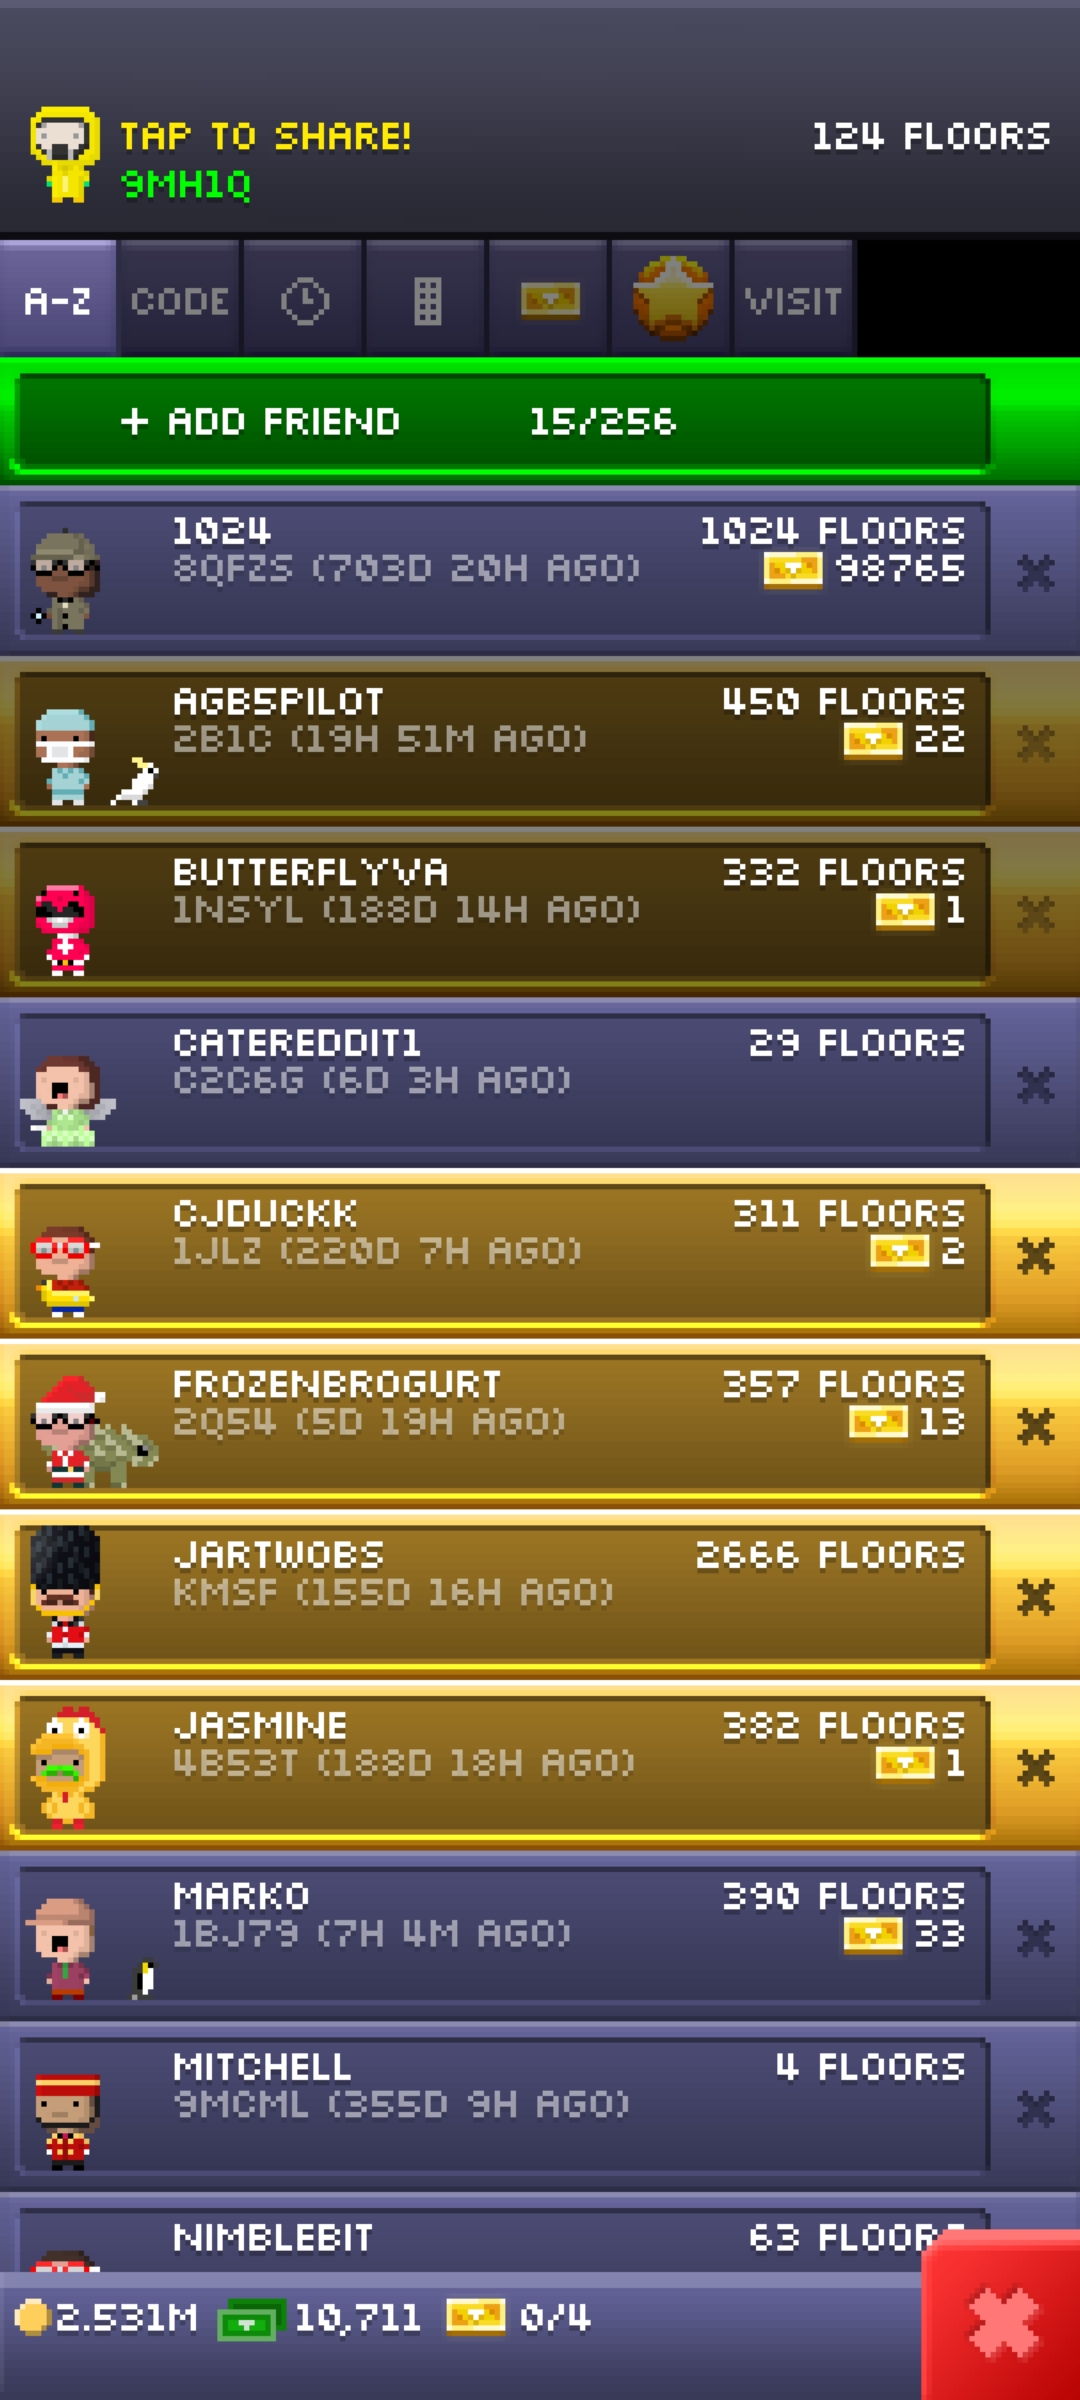 TAP TO SHARE! 124 FLOORS
9MH1Q
A-Z CODE VISIT
+ ADD FRIEND 15/256
1024 1024 FLOORS
8QFZS (703D 20H AGO) 98765
AGB5PILOT 450 FLOORS
2B1C (19H 51M AGO) 22
BUTTERFLYVA 332 FLOORS
1NSYL (188D 14H AGO) 1
CATEREDDIT1 29 FLOORS
C2C6G (6D 3H AGO)
CJDUCKK 311 FLOORS
1JLZ (220D 7H AGO) 2
FROZENBROGURT 357 FLOORS
2Q54 (5D 19H AGO) 13
JARTWOBS 2666 FLOORS
KMSF (155D 16H AGO)
JASMINE 382 FLOORS
4B53T (188D 18H AGO) 1
MARKO 390 FLOORS
1BJ79 (7H 4M AGO) 33
MITCHELL 4 FLOORS
9MCML (355D 9H AGO)
NIMBLEBIT 63 FLOORS
2.531M 10,711 0/4